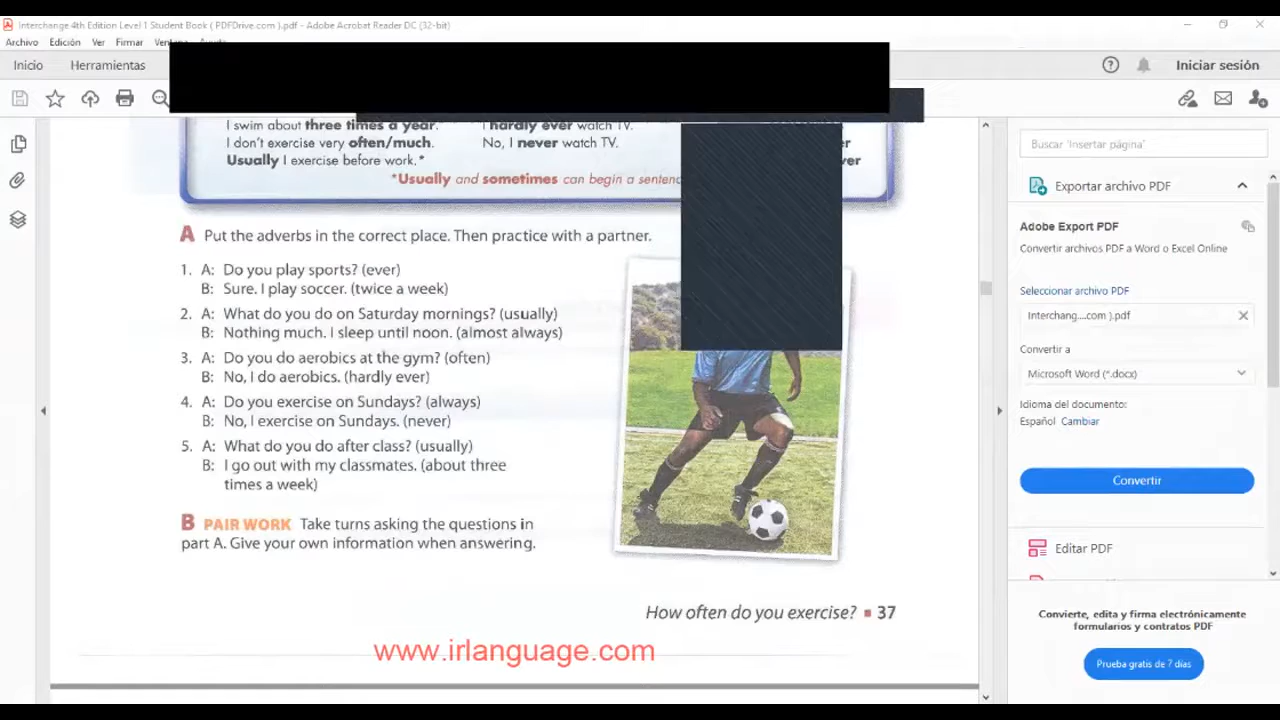 Interchange 4th Edition Level 1 Student Book ( PDFDrive.com ).pdf - Adobe Acrobat Reader DC (32-bit)
Archivo Edición Ver Firmar
Inicio Herramientas
Iniciar sesión
I swim about three times a year. I hardly ever watch TV.
I don't exercise very often/much. No, I never watch TV.
Usually I exercise before work.*
*Usually and sometimes can begin a sentence
A Put the adverbs in the correct place. Then practice with a partner.
1. A: Do you play sports? (ever)
B: Sure. I play soccer. (twice a week)
2. A: What do you do on Saturday mornings? (usually)
B: Nothing much. I sleep until noon. (almost always)
3. A: Do you do aerobics at the gym? (often)
B: No, I do aerobics. (hardly ever)
4. A: Do you exercise on Sundays? (always)
B: No, I exercise on Sundays. (never)
5. A: What do you do after class? (usually)
B: I go out with my classmates. (about three
times a week)
B PAIR WORK Take turns asking the questions in
part A. Give your own information when answering.
How often do you exercise? ▪ 37
www.irlanguage.com
Buscar 'Insertar página'
Exportar archivo PDF
Adobe Export PDF
Convertir archivos PDF a Word o Excel Online
Seleccionar archivo PDF
Interchang....com ).pdf
Convertir a
Microsoft Word (*.docx)
Idioma del documento:
Español Cambiar
Convertir
Editar PDF
Convierte, edita y firma electrónicamente
formularios y contratos PDF
Prueba gratis de 7 días